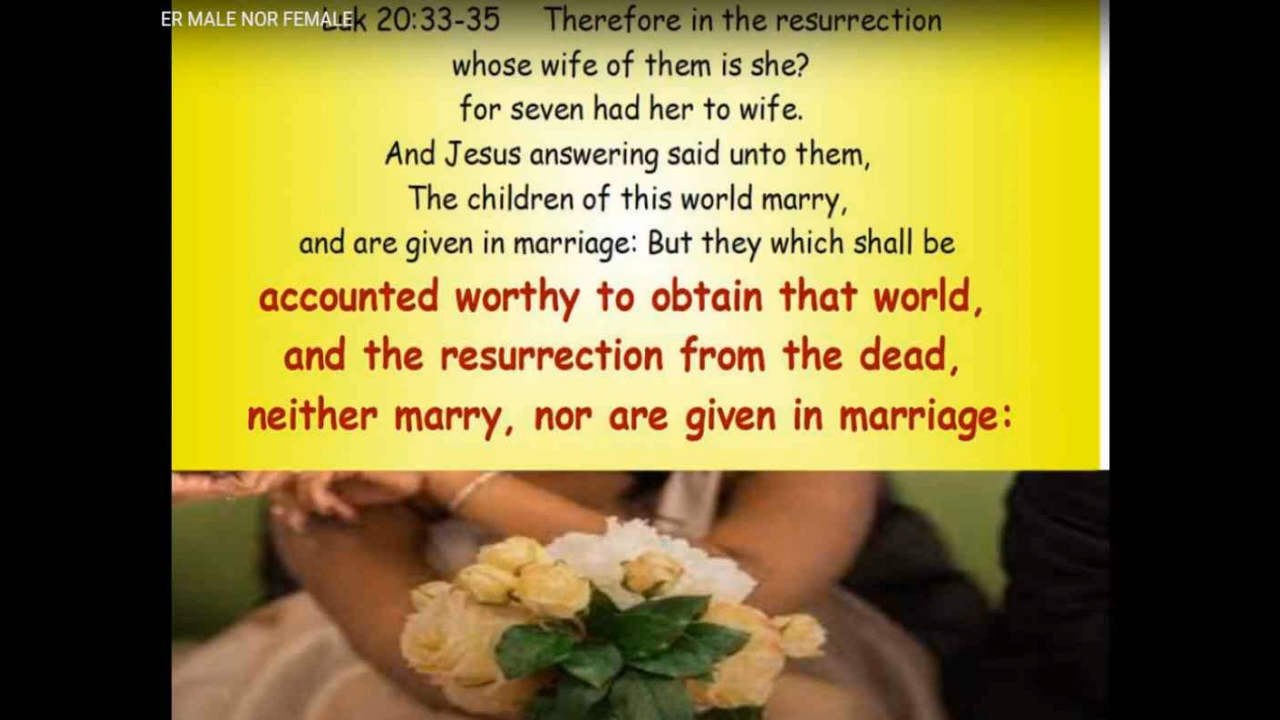 ER MALE NOR FEMALE
Luk 20:33-35 Therefore in the resurrection
whose wife of them is she?
for seven had her to wife.
And Jesus answering said unto them,
The children of this world marry,
and are given in marriage: But they which shall be
accounted worthy to obtain that world,
and the resurrection from the dead,
neither marry, nor are given in marriage: